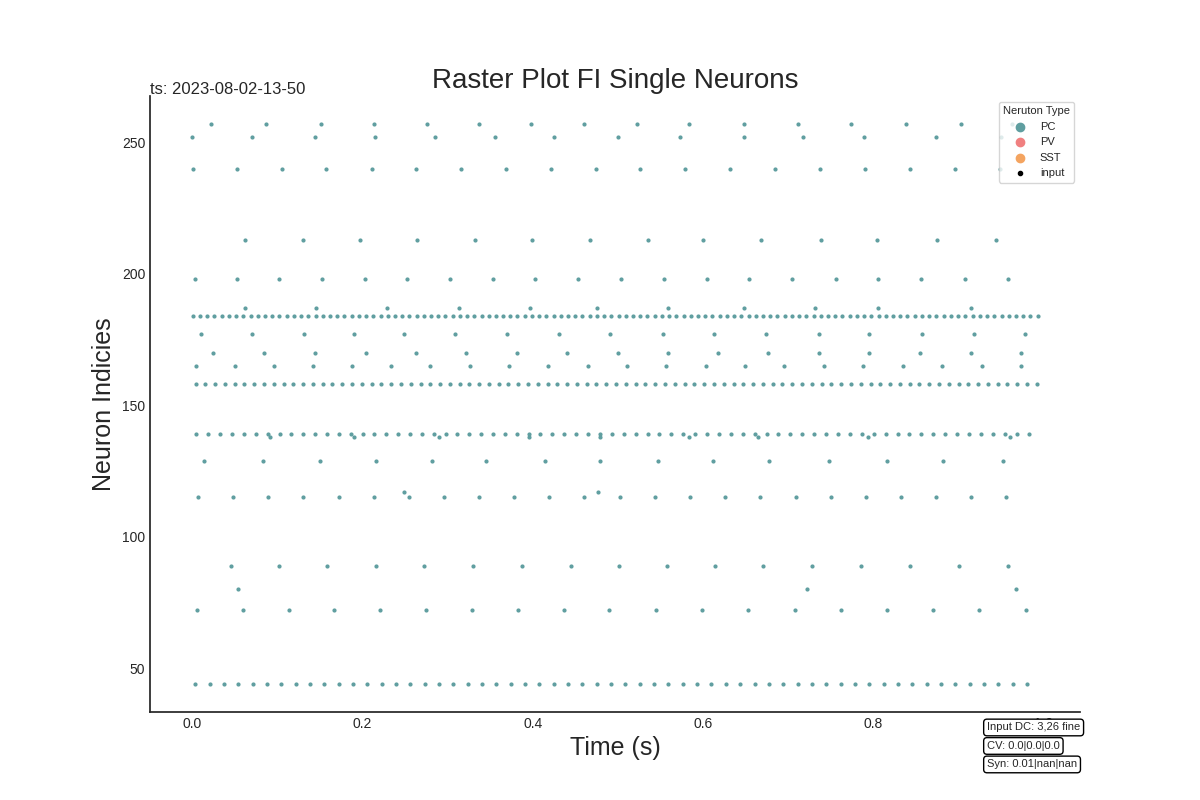 Raster Plot FI Single Neurons
ts: 2023-08-02-13-50
Neruton Type
PC
PV
SST
input
250
200
150
100
50
Neuron Indicies
0.0 0.2 0.4 0.6 0.8
Time (s)
Input DC: 3,26 fine
CV: 0.0|0.0|0.0
Syn: 0.01|nan|nan